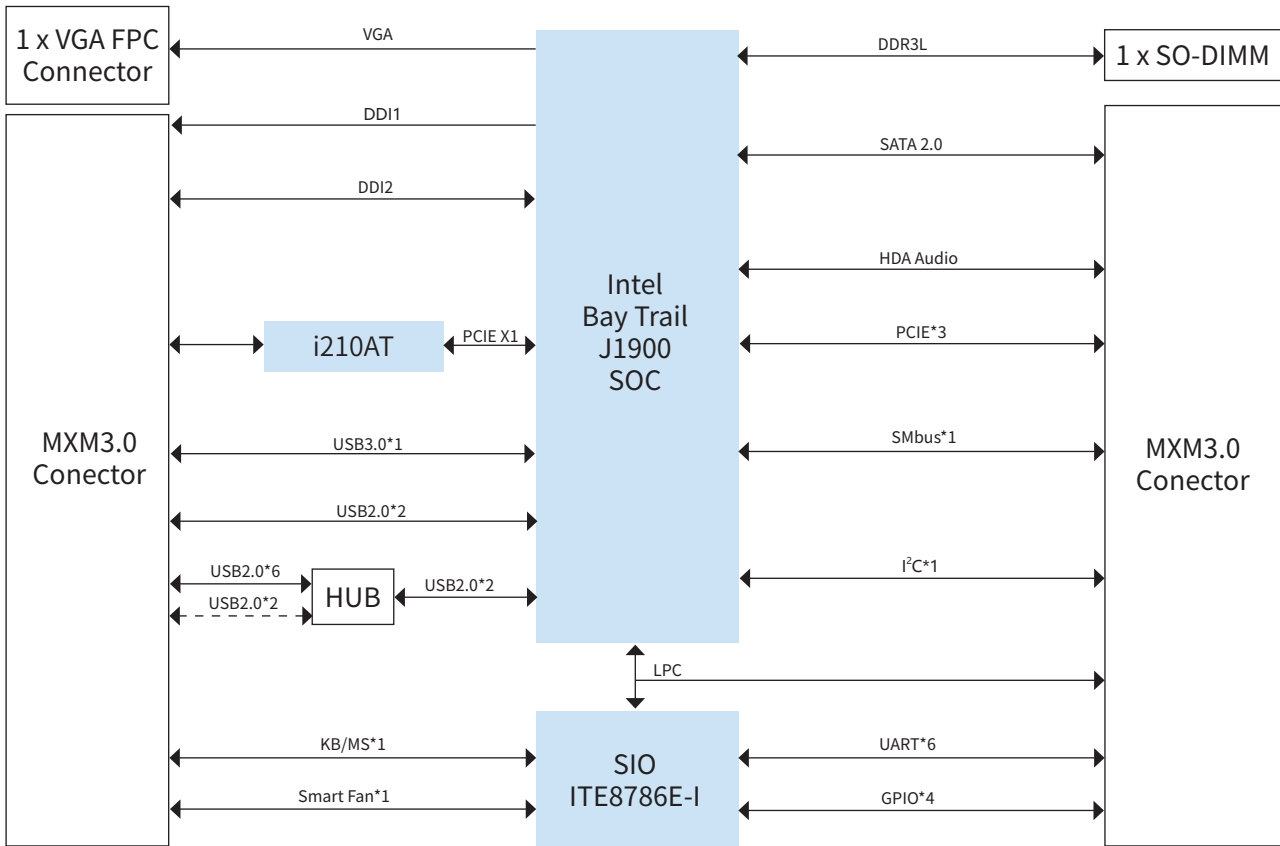 1 x VGA FPC
Connector
VGA
DDR3L
1 x SO-DIMM
DDI1
SATA 2.0
DDI2
HDA Audio
Intel
Bay Trail
J1900
SOC
i210AT
PCIE X1
PCIE*3
MXM3.0
Conector
USB3.0*1
SMbus*1
MXM3.0
Conector
USB2.0*2
USB2.0*6
USB2.0*2
HUB
USB2.0*2
I²C*1
LPC
KB/MS*1
SIO
ITE8786E-I
UART*6
Smart Fan*1
GPIO*4